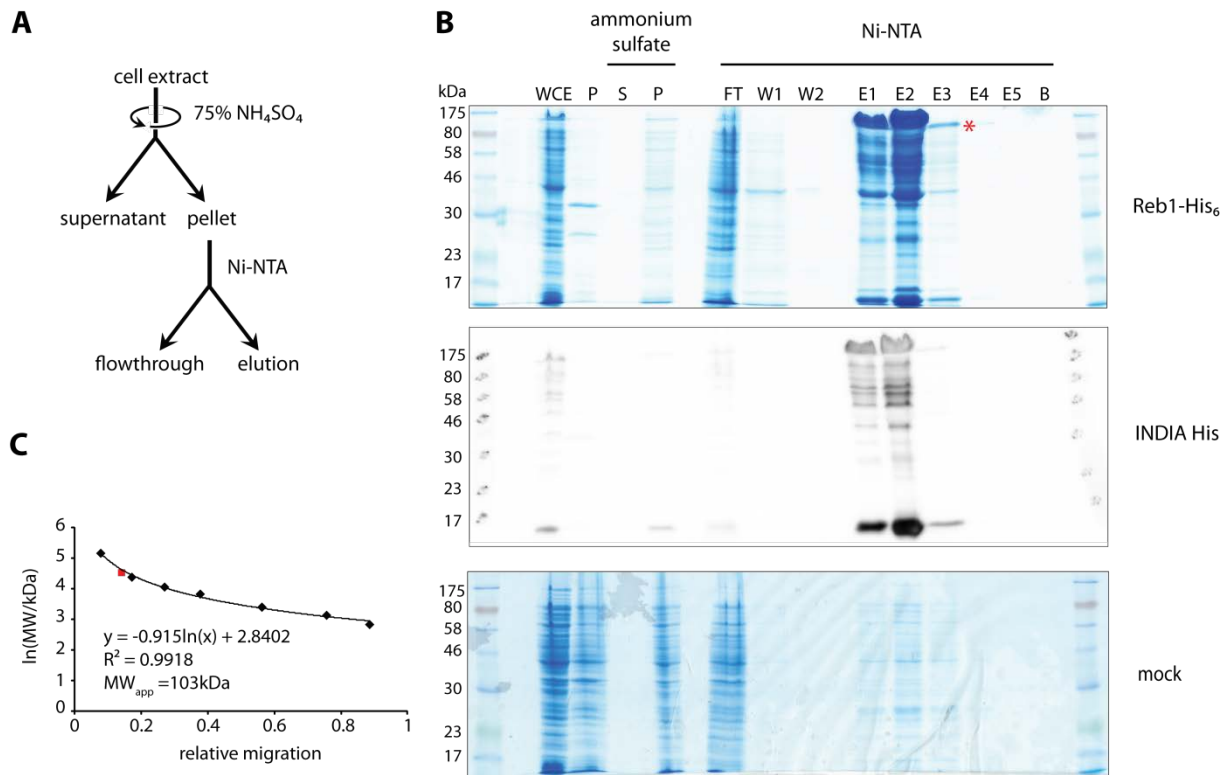 A
cell extract
75% NH₄SO₄
supernatant pellet
Ni-NTA
flowthrough elution
B
ammonium
sulfate
Ni-NTA
kDa WCE P S P FT W1 W2 E1 E2 E3 E4 E5 B
175
80
58
46
30
23
17
*
Reb1-His₆
175
80
58
46
30
23
17
INDIA His
175
80
58
46
30
23
17
mock
C
ln(MW/kDa)
6
5
4
3
2
1
0
y = -0.915ln(x) + 2.8402
R² = 0.9918
MWapp =103kDa
0 0.2 0.4 0.6 0.8 1
relative migration